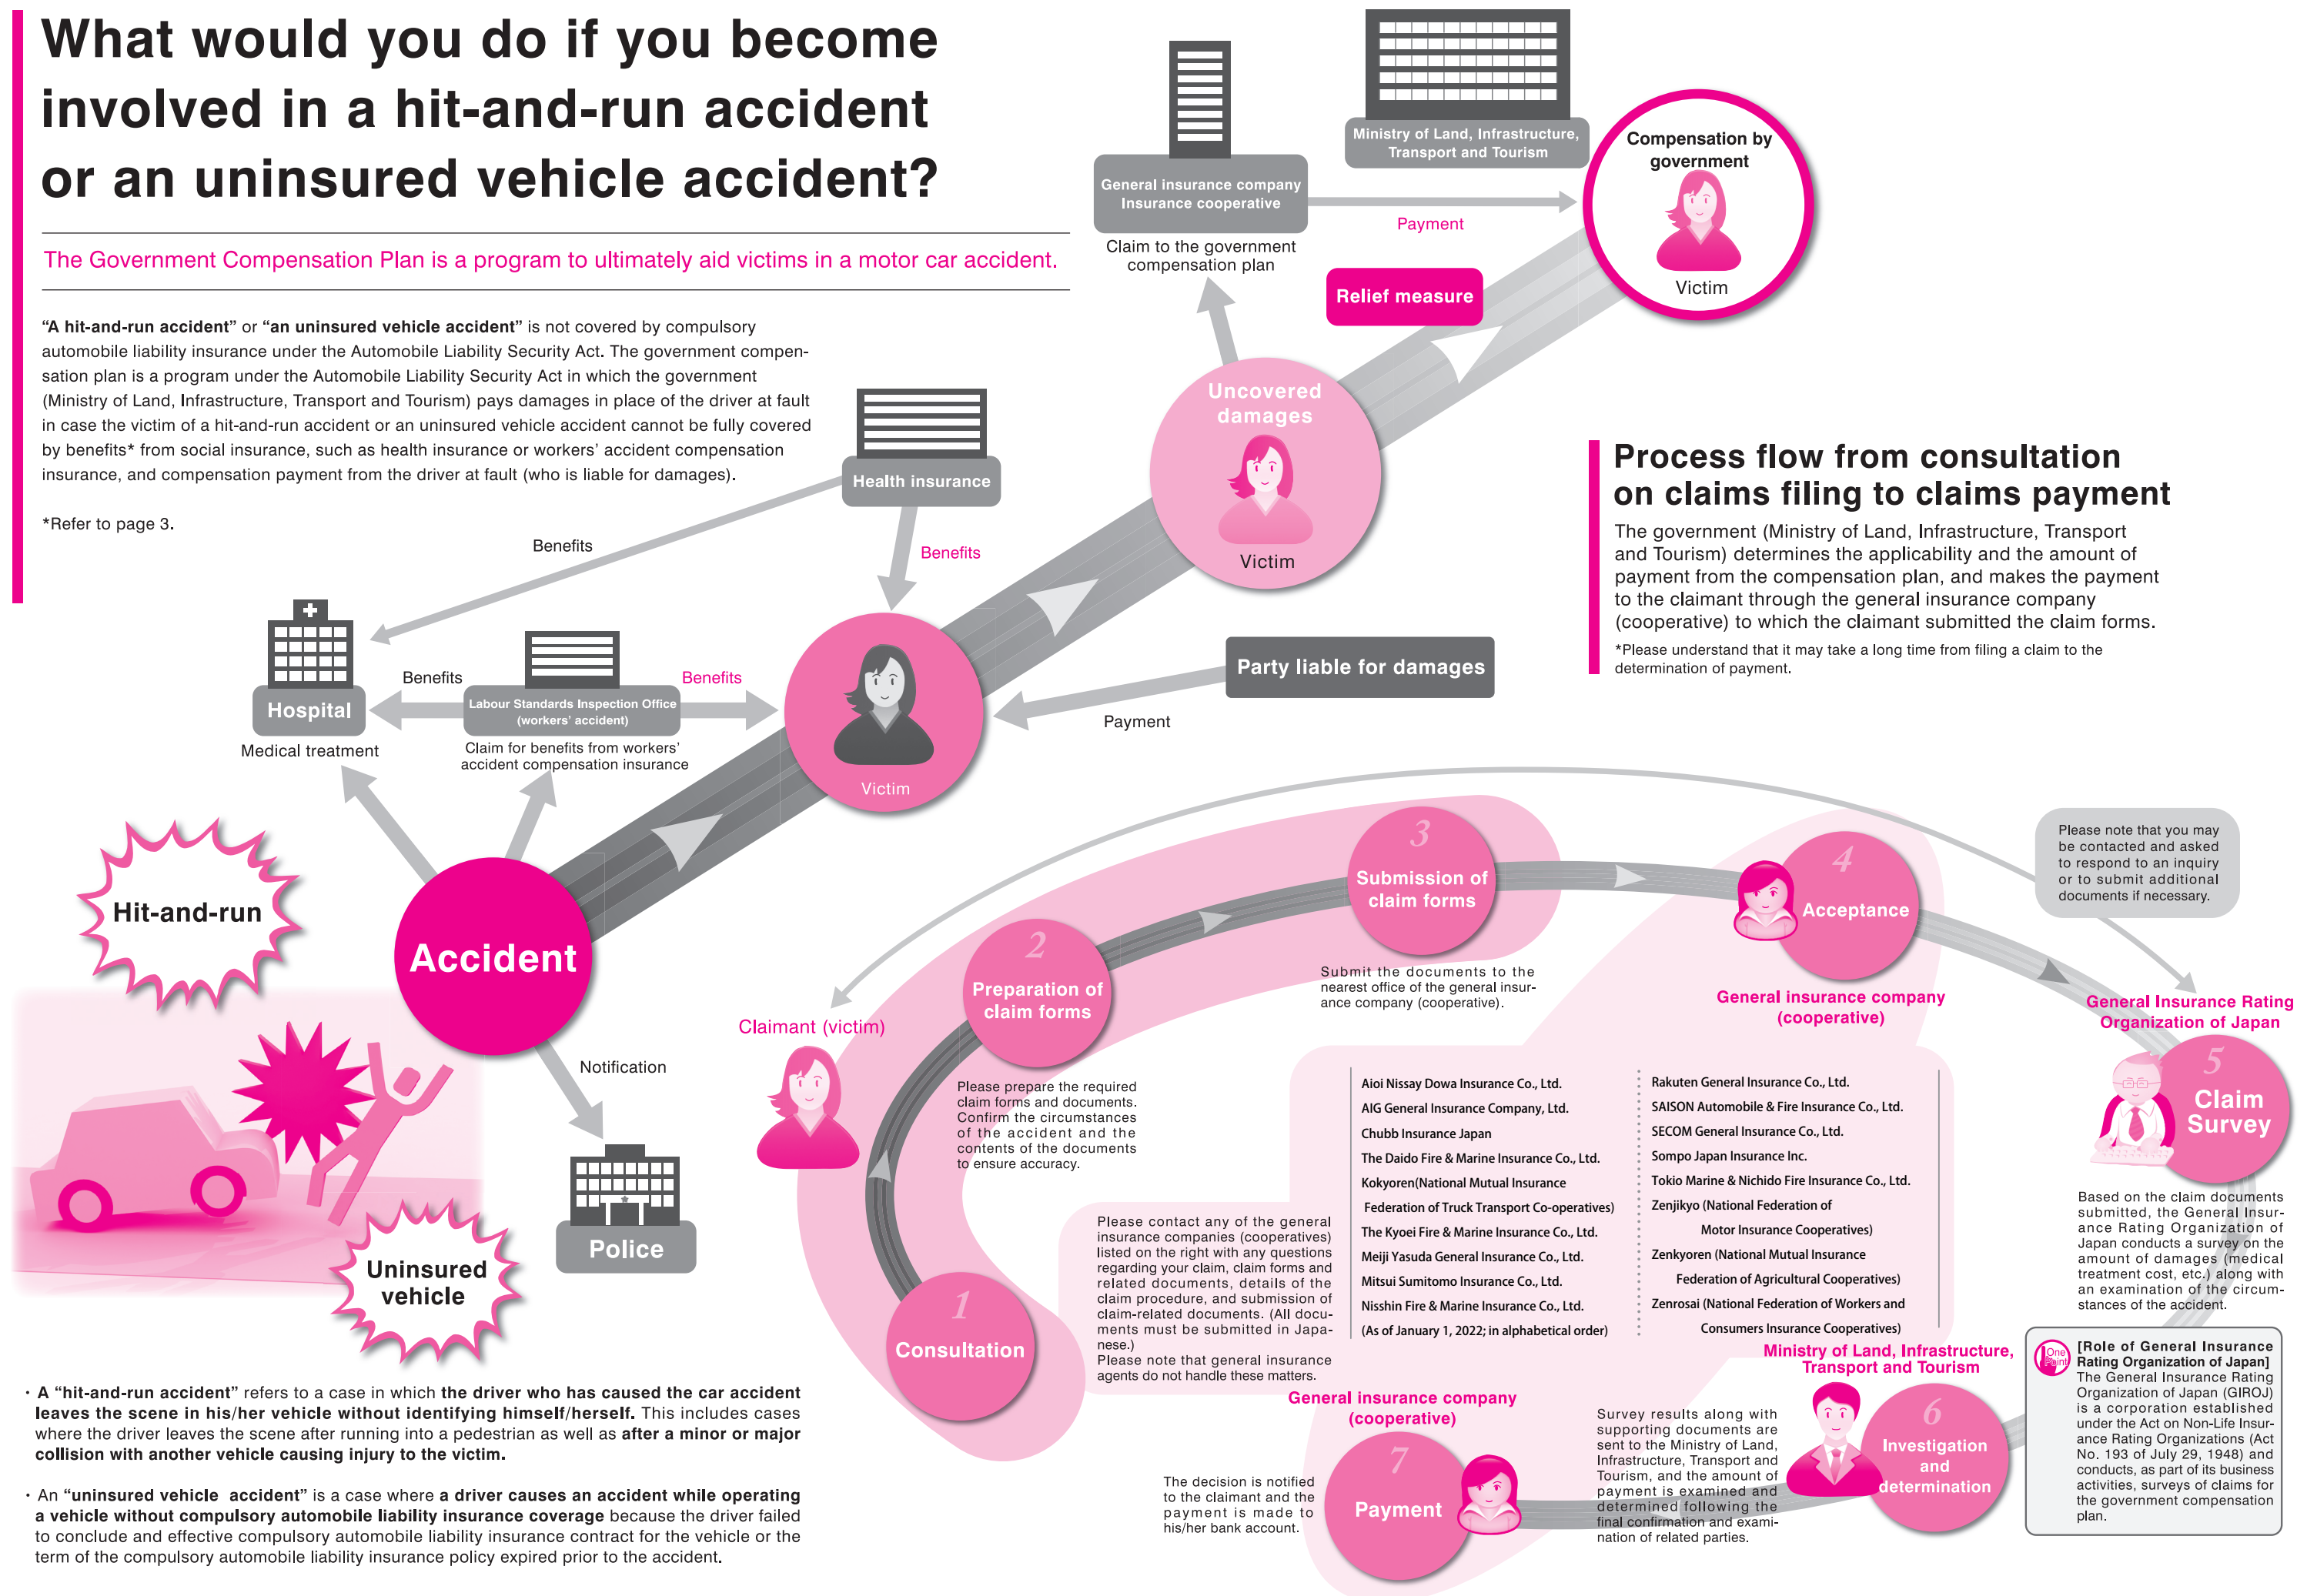 What would you do if you become
involved in a hit-and-run accident
or an uninsured vehicle accident?
The Government Compensation Plan is a program to ultimately aid victims in a motor car accident.
“A hit-and-run accident” or “an uninsured vehicle accident” is not covered by compulsory
automobile liability insurance under the Automobile Liability Security Act. The government compen-
sation plan is a program under the Automobile Liability Security Act in which the government
(Ministry of Land, Infrastructure, Transport and Tourism) pays damages in place of the driver at fault
in case the victim of a hit-and-run accident or an uninsured vehicle accident cannot be fully covered
by benefits* from social insurance, such as health insurance or workers’ accident compensation
insurance, and compensation payment from the driver at fault (who is liable for damages).
*Refer to page 3.
General insurance company
Insurance cooperative
Claim to the government
compensation plan
Ministry of Land, Infrastructure,
Transport and Tourism
Payment
Compensation by
government
Victim
Relief measure
Uncovered
damages
Victim
Health insurance
Benefits
Benefits
Hospital
Medical treatment
Benefits
Labour Standards Inspection Office
(workers’ accident)
Claim for benefits from workers’
accident compensation insurance
Benefits
Victim
Party liable for damages
Payment
Hit-and-run
Accident
Notification
Police
Uninsured
vehicle
· A “hit-and-run accident” refers to a case in which the driver who has caused the car accident
leaves the scene in his/her vehicle without identifying himself/herself. This includes cases
where the driver leaves the scene after running into a pedestrian as well as after a minor or major
collision with another vehicle causing injury to the victim.
· An “uninsured vehicle accident” is a case where a driver causes an accident while operating
a vehicle without compulsory automobile liability insurance coverage because the driver failed
to conclude and effective compulsory automobile liability insurance contract for the vehicle or the
term of the compulsory automobile liability insurance policy expired prior to the accident.
Process flow from consultation
on claims filing to claims payment
The government (Ministry of Land, Infrastructure, Transport
and Tourism) determines the applicability and the amount of
payment from the compensation plan, and makes the payment
to the claimant through the general insurance company
(cooperative) to which the claimant submitted the claim forms.
*Please understand that it may take a long time from filing a claim to the
determination of payment.
Claimant (victim)
1
Consultation
Please contact any of the general
insurance companies (cooperatives)
listed on the right with any questions
regarding your claim, claim forms and
related documents, details of the
claim procedure, and submission of
claim-related documents. (All docu-
ments must be submitted in Japa-
nese.)
Please note that general insurance
agents do not handle these matters.
2
Preparation of
claim forms
Please prepare the required
claim forms and documents.
Confirm the circumstances
of the accident and the
contents of the documents
to ensure accuracy.
3
Submission of
claim forms
Submit the documents to the
nearest office of the general insur-
ance company (cooperative).
4
Acceptance
General insurance company
(cooperative)
Please note that you may
be contacted and asked
to respond to an inquiry
or to submit additional
documents if necessary.
Aioi Nissay Dowa Insurance Co., Ltd.
AIG General Insurance Company, Ltd.
Chubb Insurance Japan
The Daido Fire & Marine Insurance Co., Ltd.
Kokyoren(National Mutual Insurance
Federation of Truck Transport Co-operatives)
The Kyoei Fire & Marine Insurance Co., Ltd.
Meiji Yasuda General Insurance Co., Ltd.
Mitsui Sumitomo Insurance Co., Ltd.
Nisshin Fire & Marine Insurance Co., Ltd.
(As of January 1, 2022; in alphabetical order)
Rakuten General Insurance Co., Ltd.
SAISON Automobile & Fire Insurance Co., Ltd.
SECOM General Insurance Co., Ltd.
Sompo Japan Insurance Inc.
Tokio Marine & Nichido Fire Insurance Co., Ltd.
Zenjikyo (National Federation of
Motor Insurance Cooperatives)
Zenkyoren (National Mutual Insurance
Federation of Agricultural Cooperatives)
Zenrosai (National Federation of Workers and
Consumers Insurance Cooperatives)
General Insurance Rating
Organization of Japan
5
Claim
Survey
Based on the claim documents
submitted, the General Insur-
ance Rating Organization of
Japan conducts a survey on the
amount of damages (medical
treatment cost, etc.) along with
an examination of the circum-
stances of the accident.
One
Point
[Role of General Insurance
Rating Organization of Japan]
The General Insurance Rating
Organization of Japan (GIROJ)
is a corporation established
under the Act on Non-Life Insur-
ance Rating Organizations (Act
No. 193 of July 29, 1948) and
conducts, as part of its business
activities, surveys of claims for
the government compensation
plan.
Ministry of Land, Infrastructure,
Transport and Tourism
6
Investigation
and
determination
Survey results along with
supporting documents are
sent to the Ministry of Land,
Infrastructure, Transport and
Tourism, and the amount of
payment is examined and
determined following the
final confirmation and exami-
nation of related parties.
General insurance company
(cooperative)
7
Payment
The decision is notified
to the claimant and the
payment is made to
his/her bank account.